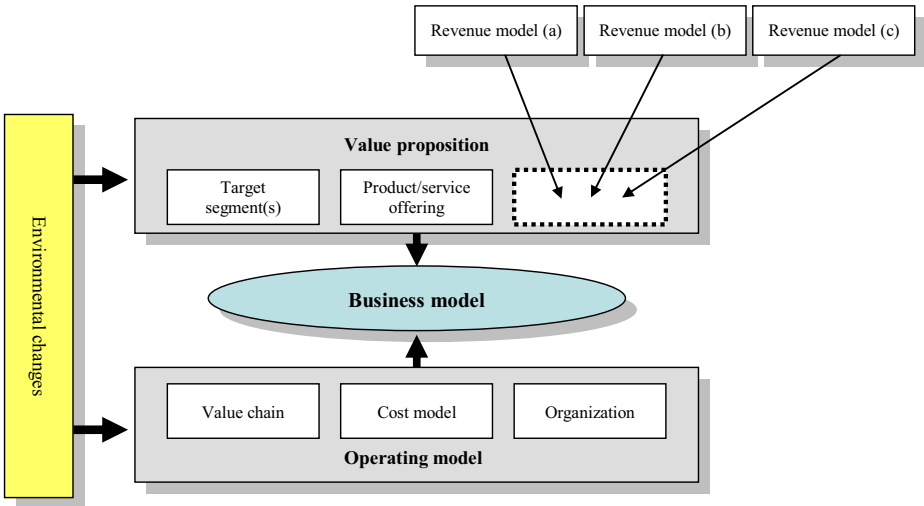 Revenue model (a)
Revenue model (b)
Revenue model (c)
Environmental changes
Value proposition
Target
segment(s)
Product/service
offering
Business model
Value chain
Cost model
Organization
Operating model